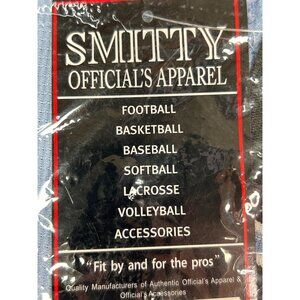 SMITTY
OFFICIAL'S APPAREL
FOOTBALL
BASKETBALL
BASEBALL
SOFTBALL
LACROSSE
VOLLEYBALL
ACCESSORIES
"Fit by and for the pros"
Quality Manufacturers of Authentic Official's Apparel &
Official's Accessories